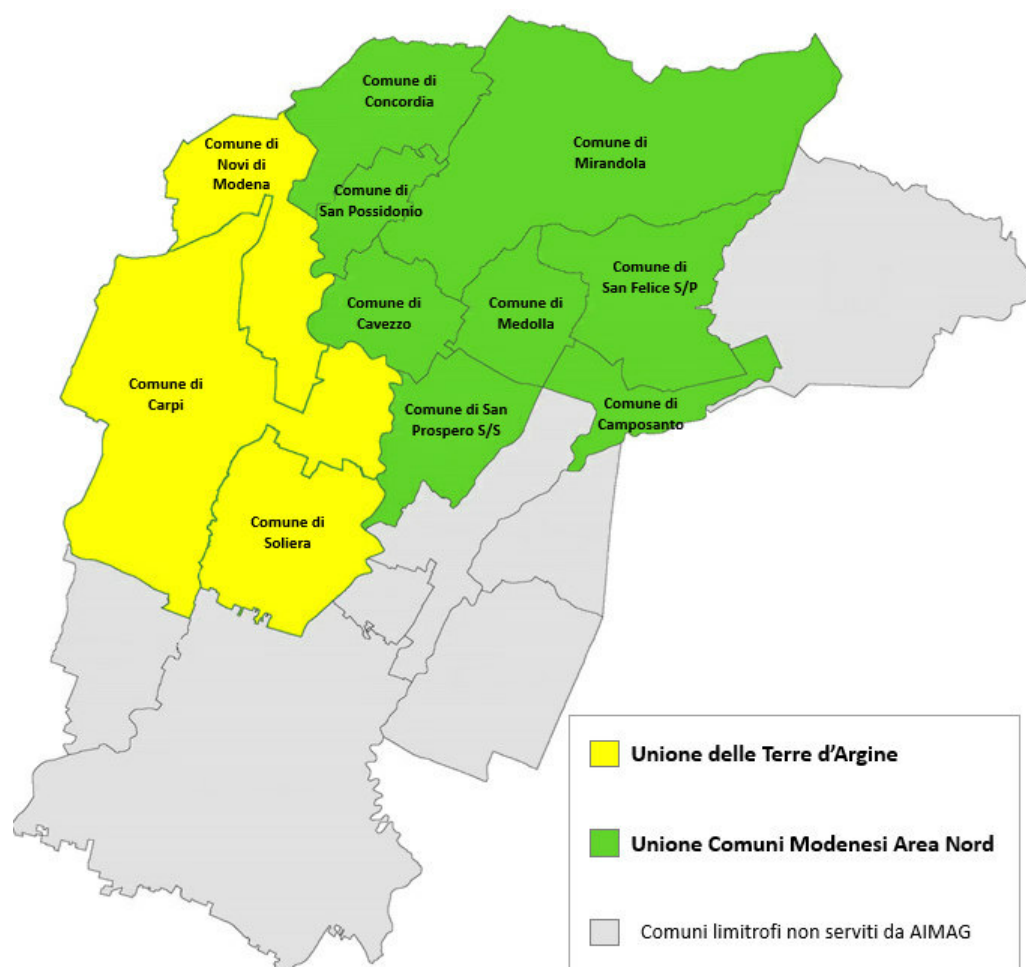 Comune di
Concordia
Comune di
Mirandola
Comune di
Novi di
Modena
Comune di
San Possidonio
Comune di
San Felice S/P
Comune di
Cavezzo
Comune di
Medolla
Comune di
Carpi
Comune di San
Prospero S/S
Comune di
Camposanto
Comune di
Soliera
Unione delle Terre d'Argine
Unione Comuni Modenesi Area Nord
Comuni limitrofi non serviti da AIMAG